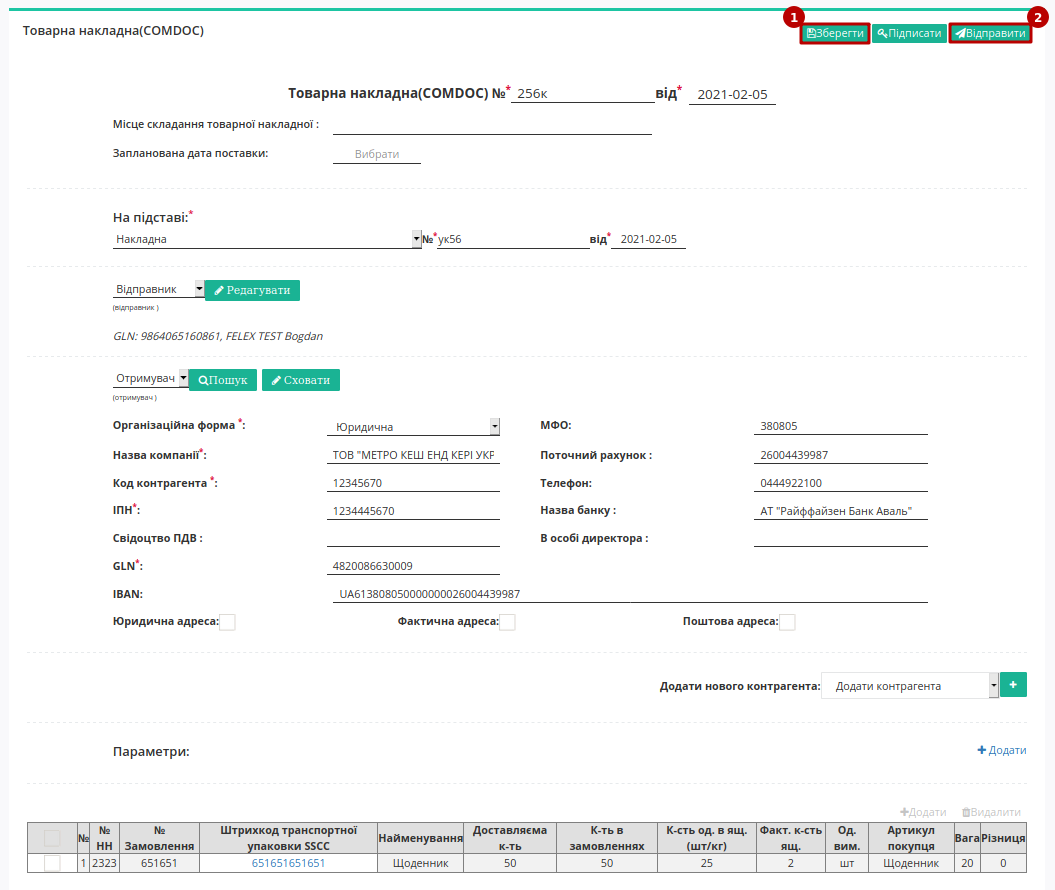 1 2
Товарна накладна(COMDOC) Зберегти Підписати Відправити
Товарна накладна(COMDOC) №* 256к від* 2021-02-05
Місце складання товарної накладної :
Запланована дата поставки: Вибрати
На підставі:*
Накладна №* ук56 від* 2021-02-05
Відправник Редагувати
(відправник )
GLN: 9864065160861, FELEX TEST Bogdan
Отримувач Пошук Сховати
(отримувач )
Організаційна форма *: Юридична МФО: 380805
Назва компанії*: ТОВ "МЕТРО КЕШ ЕНД КЕРІ УКР Поточний рахунок : 26004439987
Код контрагента *: 12345670 Телефон: 0444922100
ІПН*: 1234445670 Назва банку : АТ "Райффайзен Банк Аваль"
Свідоцтво ПДВ : В особі директора :
GLN*: 4820086630009
IBAN: UA613808050000000026004439987
Юридична адреса: Фактична адреса: Поштова адреса:
Додати нового контрагента: Додати контрагента +
Параметри: + Додати
+Додати Видалити
№ № НН № Замовлення Штрихкод транспортної упаковки SSCC Найменування Доставляєма к-ть К-ть в замовленнях К-сть од. в ящ. (шт/кг) Факт. к-сть ящ. Од. вим. Артикул покупця Вага Різниця
1 2323 651651 651651651651 Щоденник 50 50 25 2 шт Щоденник 20 0